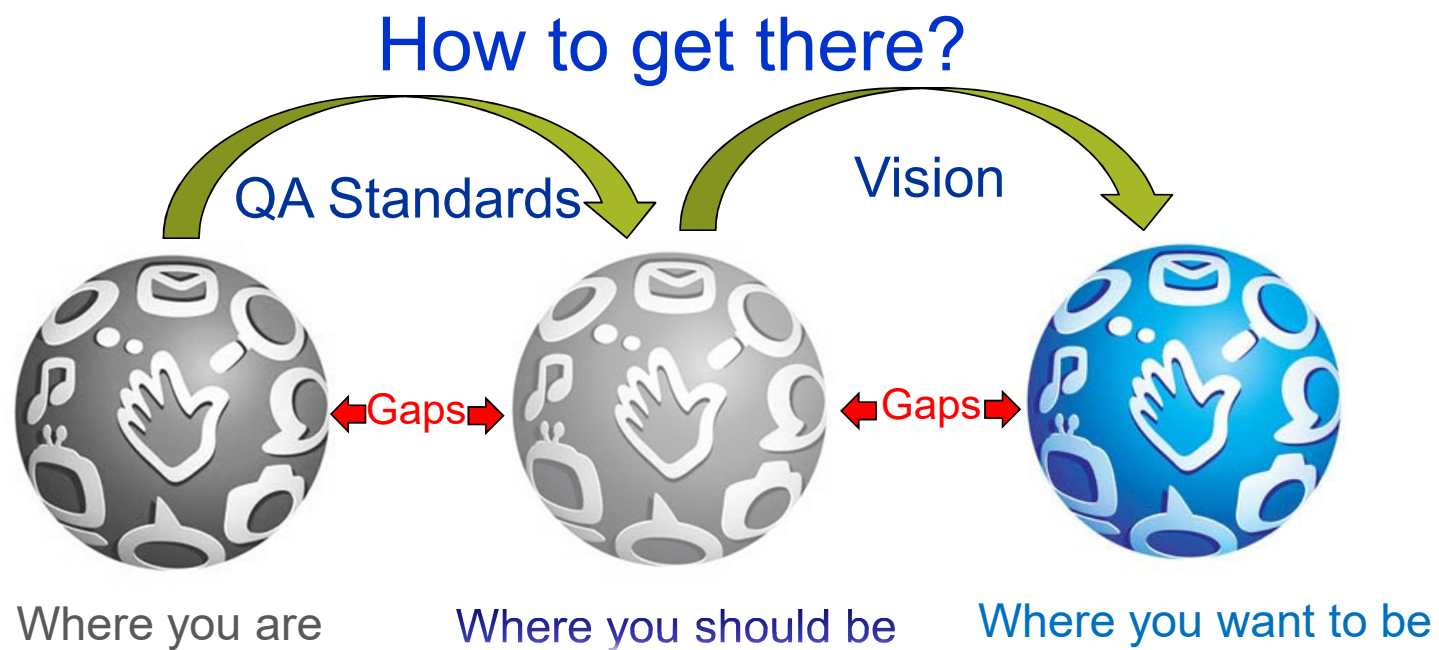 How to get there?
QA Standards
Vision
Gaps
Gaps
Where you are
Where you should be
Where you want to be